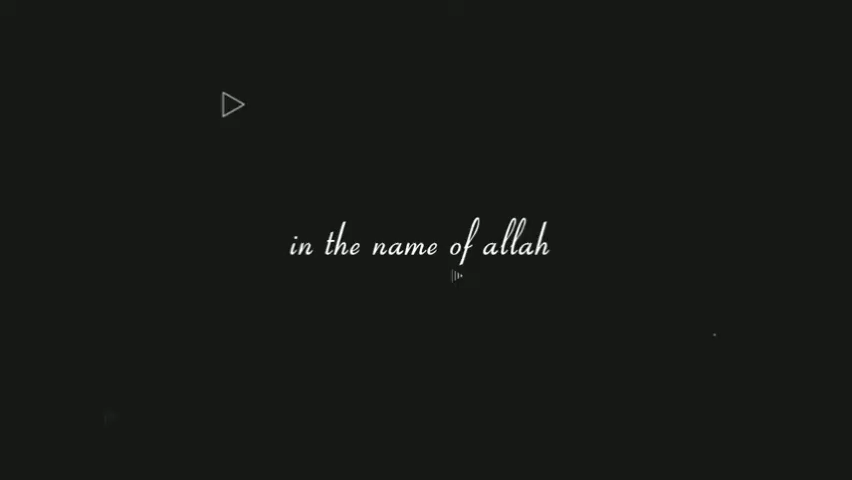 in the name of allah